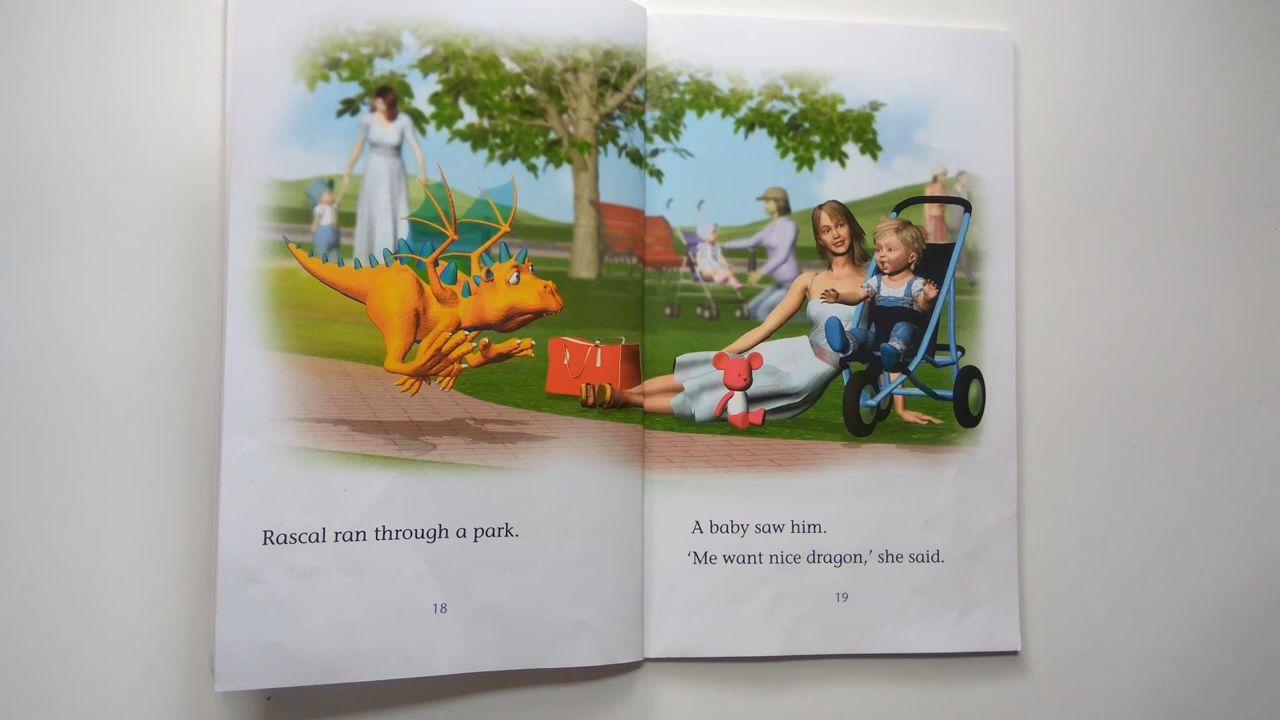 Rascal ran through a park.
18
A baby saw him.
‘Me want nice dragon,’ she said.
19